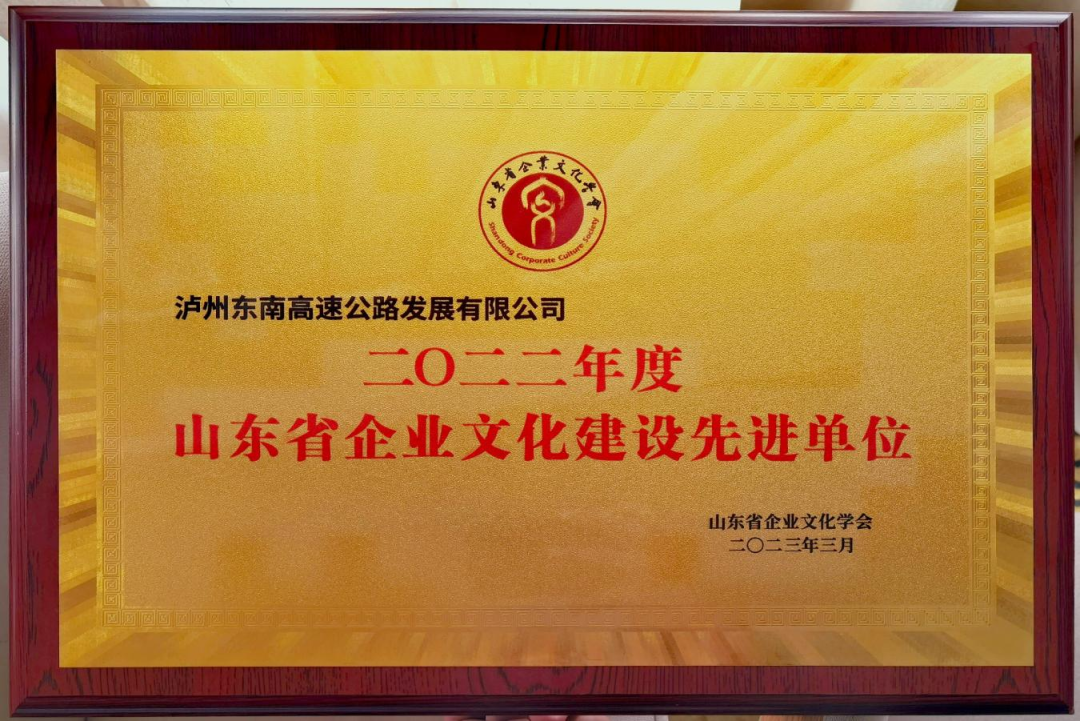 山东省企业文化学会
Shandong Corporate Culture Society
泸州东南高速公路发展有限公司
二〇二二年度
山东省企业文化建设先进单位
山东省企业文化学会
二〇二三年三月